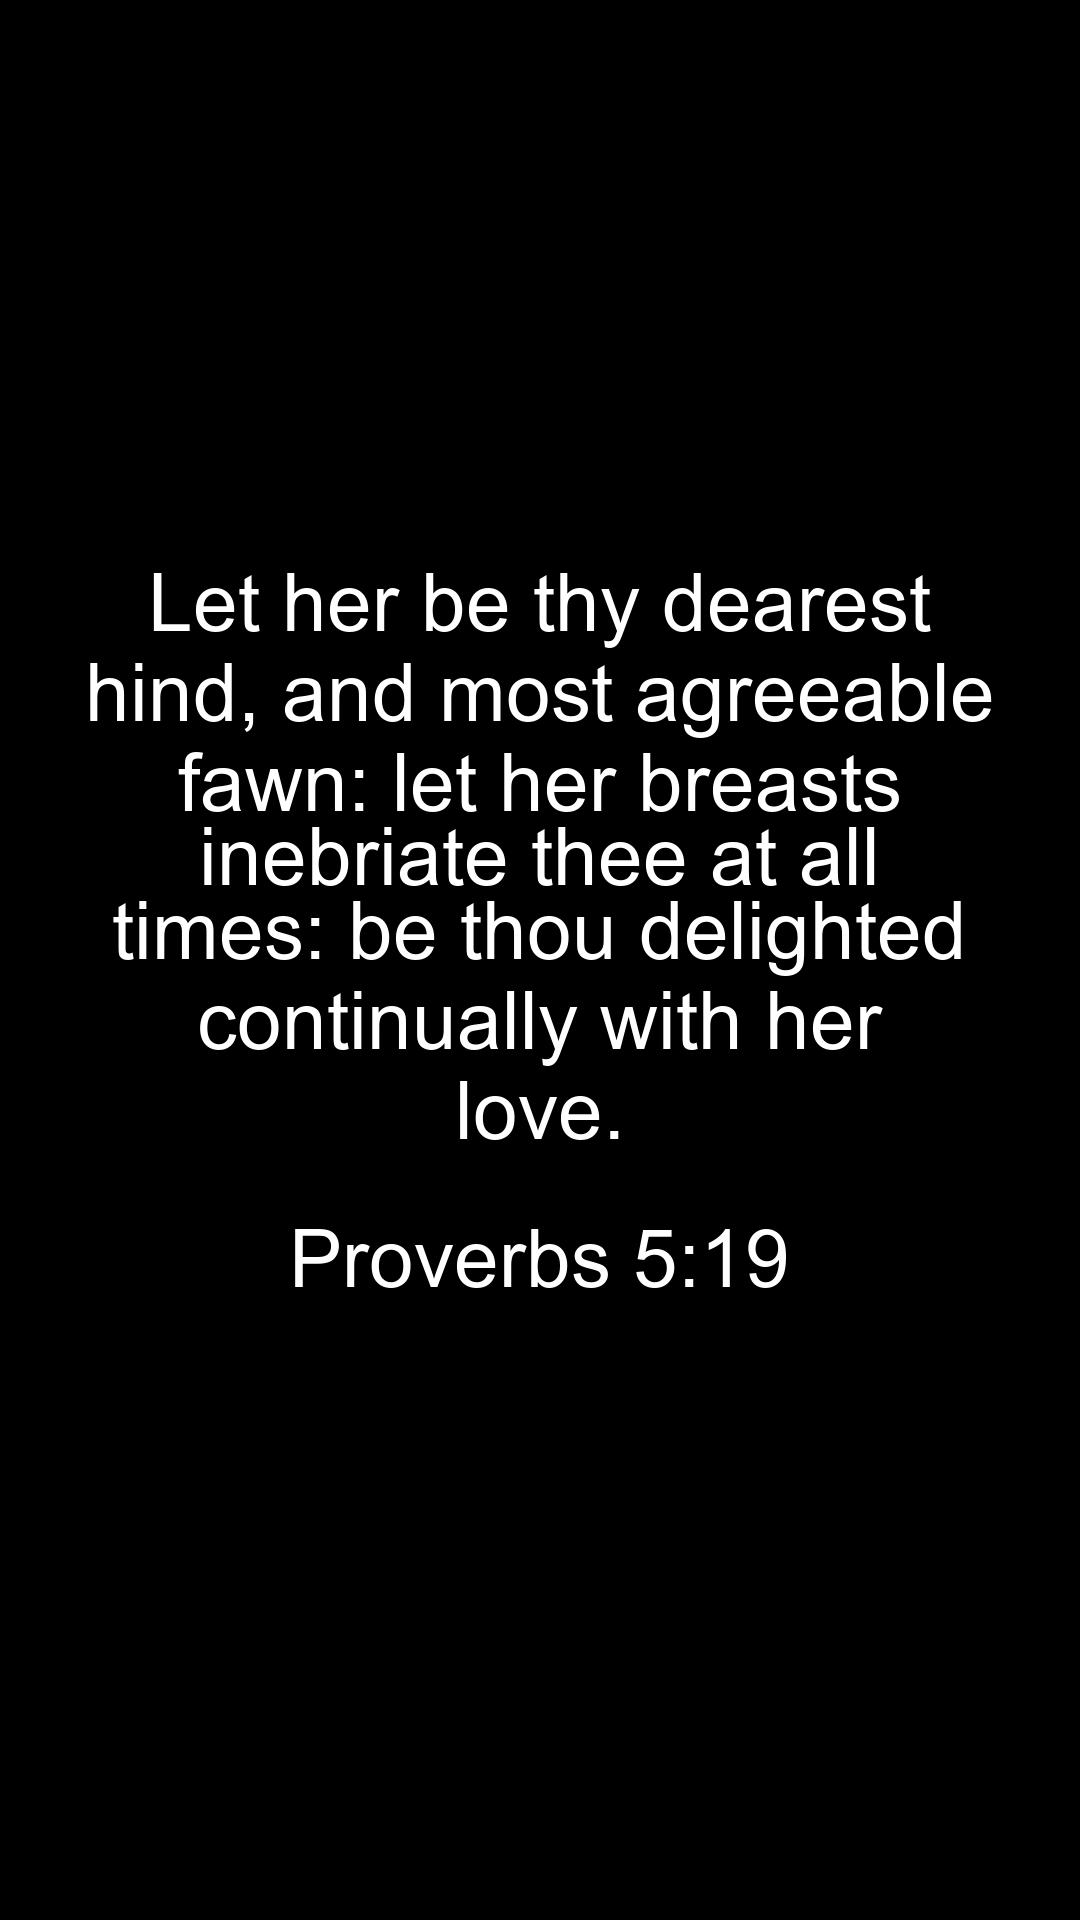 Let her be thy dearest
hind, and most agreeable
fawn: let her breasts
inebriate thee at all
times: be thou delighted
continually with her
love.
Proverbs 5:19